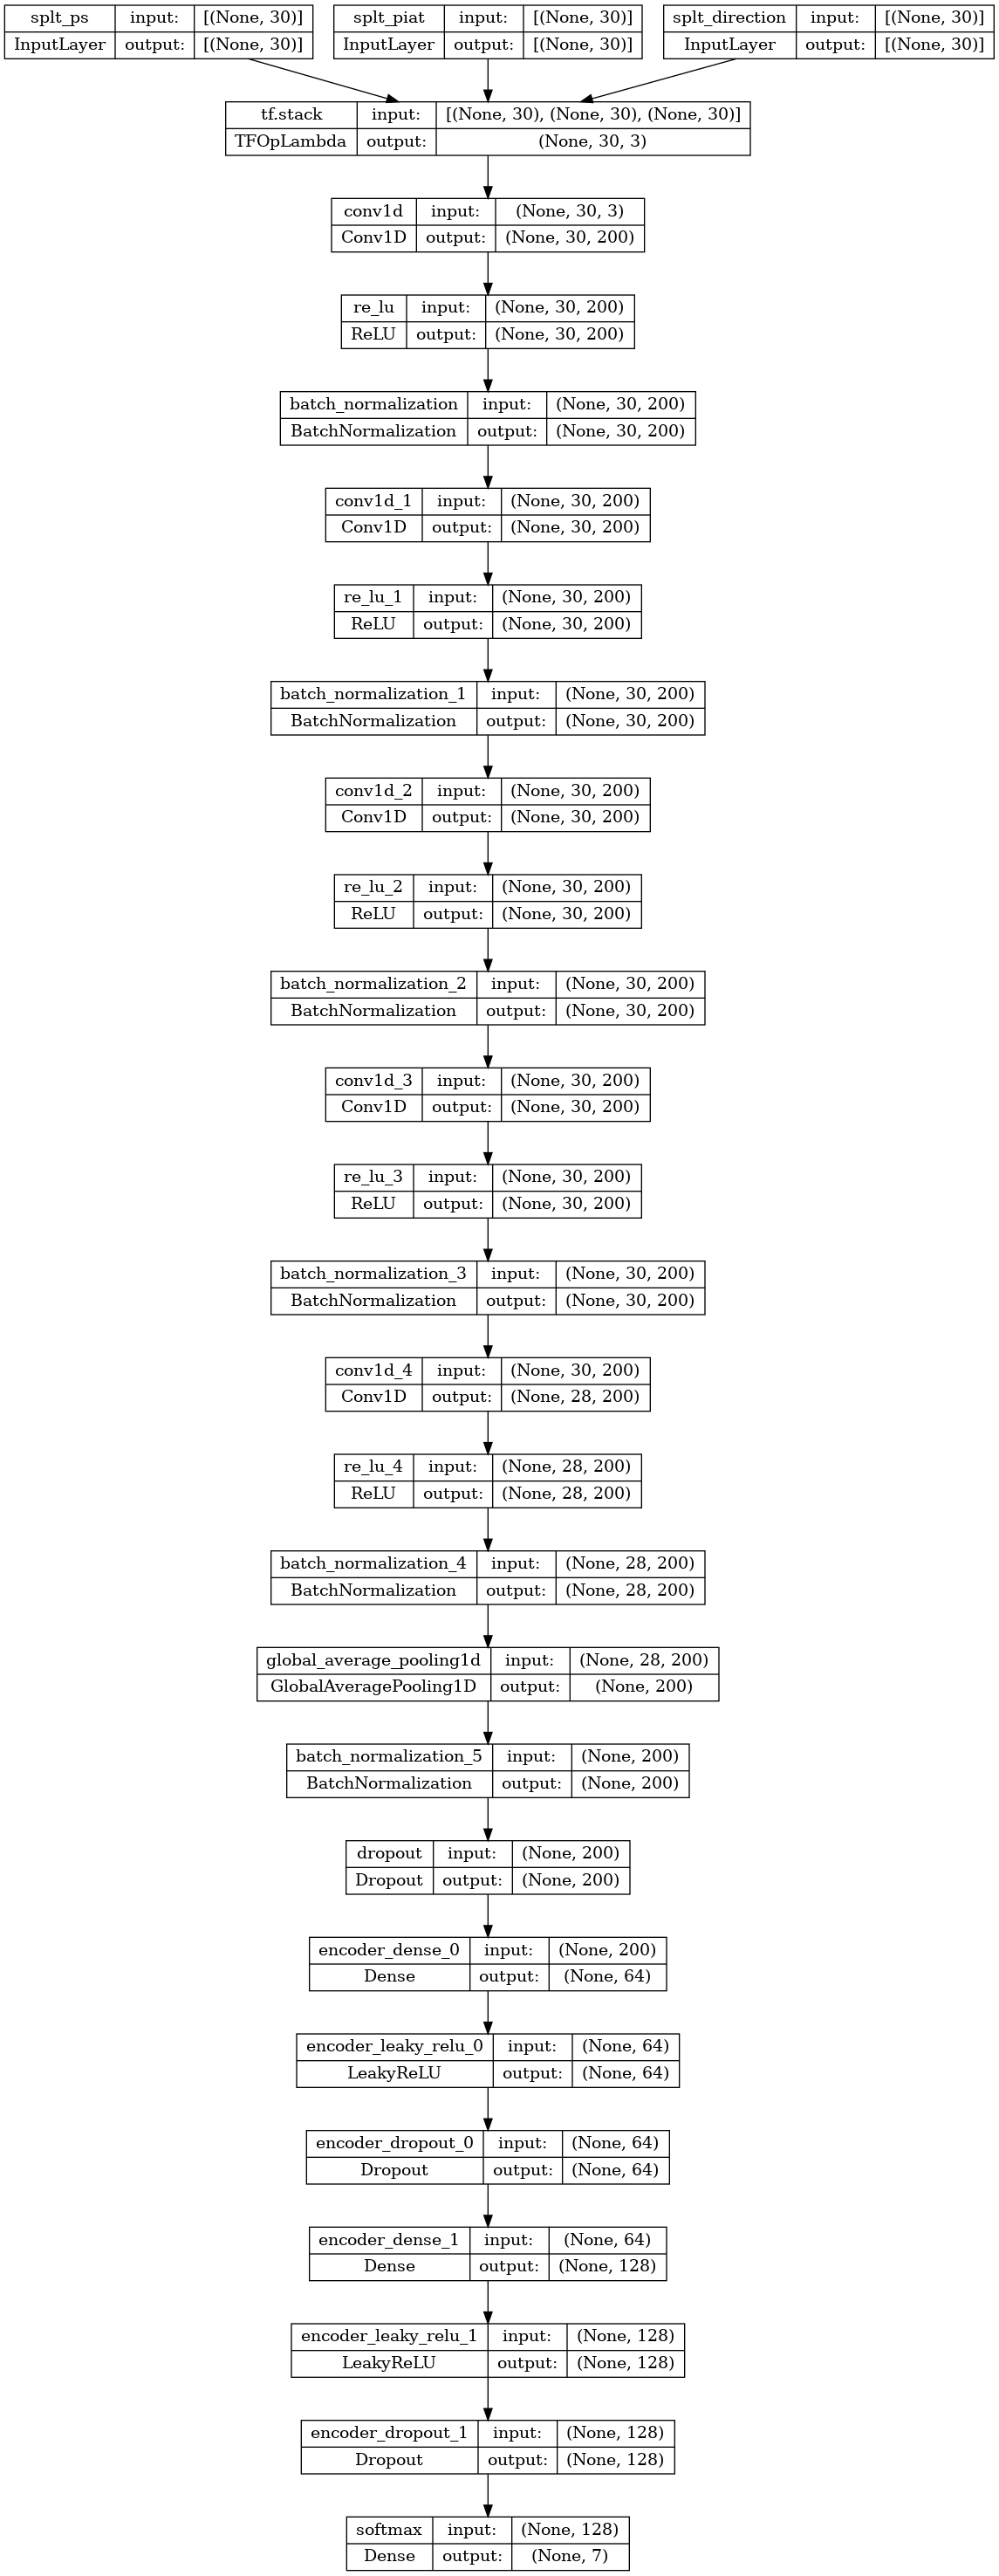 splt_ps input: [(None, 30)]
InputLayer output: [(None, 30)]
splt_piat input: [(None, 30)]
InputLayer output: [(None, 30)]
splt_direction input: [(None, 30)]
InputLayer output: [(None, 30)]
tf.stack input: [(None, 30), (None, 30), (None, 30)]
TFOpLambda output: (None, 30, 3)
conv1d input: (None, 30, 3)
Conv1D output: (None, 30, 200)
re_lu input: (None, 30, 200)
ReLU output: (None, 30, 200)
batch_normalization input: (None, 30, 200)
BatchNormalization output: (None, 30, 200)
conv1d_1 input: (None, 30, 200)
Conv1D output: (None, 30, 200)
re_lu_1 input: (None, 30, 200)
ReLU output: (None, 30, 200)
batch_normalization_1 input: (None, 30, 200)
BatchNormalization output: (None, 30, 200)
conv1d_2 input: (None, 30, 200)
Conv1D output: (None, 30, 200)
re_lu_2 input: (None, 30, 200)
ReLU output: (None, 30, 200)
batch_normalization_2 input: (None, 30, 200)
BatchNormalization output: (None, 30, 200)
conv1d_3 input: (None, 30, 200)
Conv1D output: (None, 30, 200)
re_lu_3 input: (None, 30, 200)
ReLU output: (None, 30, 200)
batch_normalization_3 input: (None, 30, 200)
BatchNormalization output: (None, 30, 200)
conv1d_4 input: (None, 30, 200)
Conv1D output: (None, 28, 200)
re_lu_4 input: (None, 28, 200)
ReLU output: (None, 28, 200)
batch_normalization_4 input: (None, 28, 200)
BatchNormalization output: (None, 28, 200)
global_average_pooling1d input: (None, 28, 200)
GlobalAveragePooling1D output: (None, 200)
batch_normalization_5 input: (None, 200)
BatchNormalization output: (None, 200)
dropout input: (None, 200)
Dropout output: (None, 200)
encoder_dense_0 input: (None, 200)
Dense output: (None, 64)
encoder_leaky_relu_0 input: (None, 64)
LeakyReLU output: (None, 64)
encoder_dropout_0 input: (None, 64)
Dropout output: (None, 64)
encoder_dense_1 input: (None, 64)
Dense output: (None, 128)
encoder_leaky_relu_1 input: (None, 128)
LeakyReLU output: (None, 128)
encoder_dropout_1 input: (None, 128)
Dropout output: (None, 128)
softmax input: (None, 128)
Dense output: (None, 7)